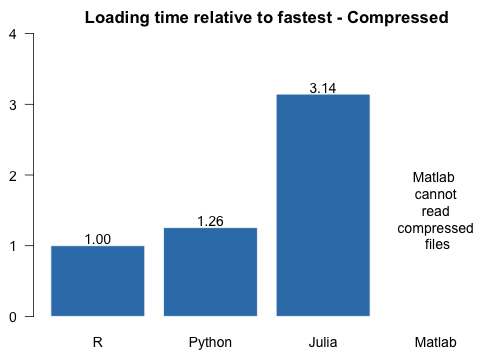 Loading time relative to fastest - Compressed
4
3
2
1
0
1.00
1.26
3.14
Matlab
cannot
read
compressed
files
R Python Julia Matlab